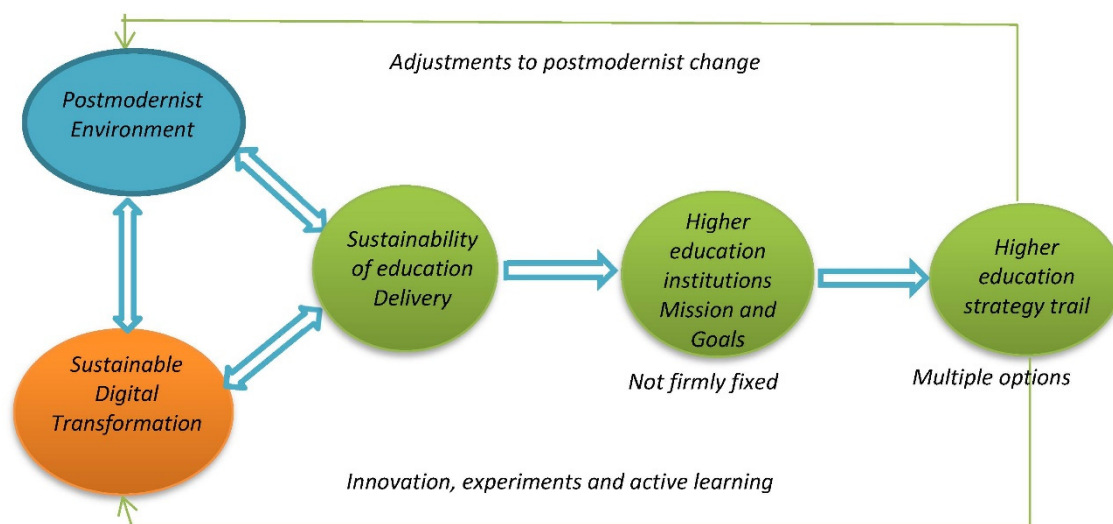 Adjustments to postmodernist change
Postmodernist
Environment
Sustainability
of education
Delivery
Higher
education
institutions
Mission and
Goals
Higher
education
strategy trail
Sustainable
Digital
Transformation
Not firmly fixed
Multiple options
Innovation, experiments and active learning